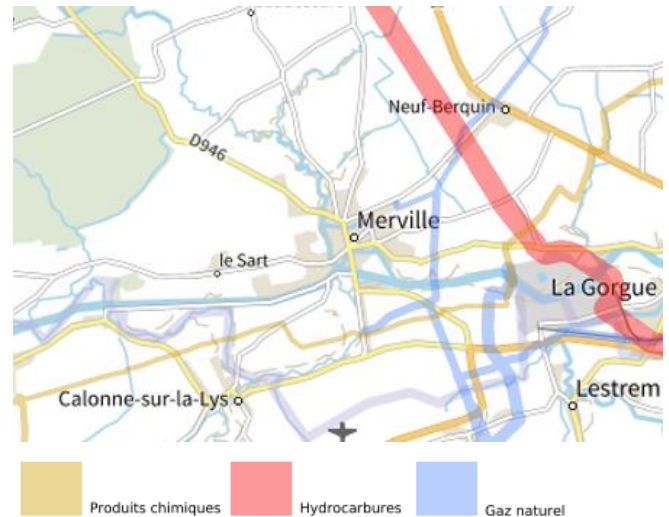 Neuf-Berquin
D946
Merville
le Sart
La Gorgue
Calonne-sur-la-Lys
Lestrem
Produits chimiques
Hydrocarbures
Gaz naturel